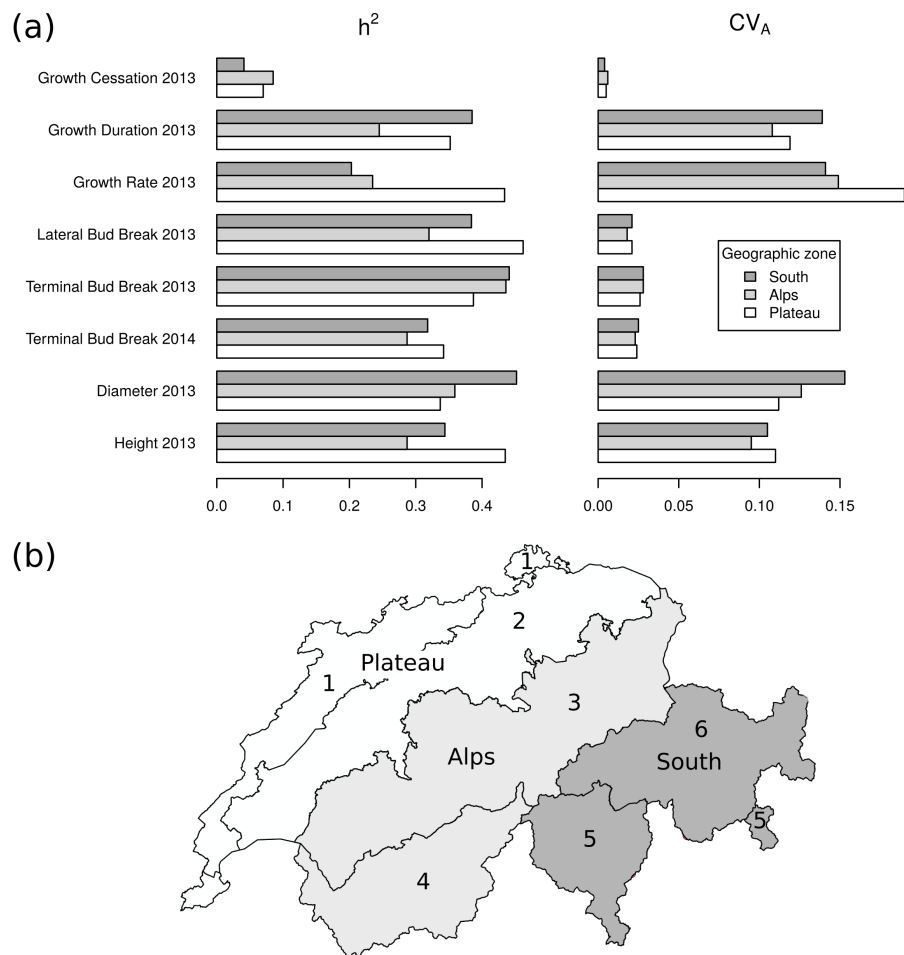 (a)
h2
CVA
Growth Cessation 2013
Growth Duration 2013
Growth Rate 2013
Lateral Bud Break 2013
Terminal Bud Break 2013
Terminal Bud Break 2014
Diameter 2013
Height 2013
Geographic zone
South
Alps
Plateau
0.0 0.1 0.2 0.3 0.4
0.00 0.05 0.10 0.15
(b)
1
2
Plateau
1
3
6
Alps
South
5
5
4